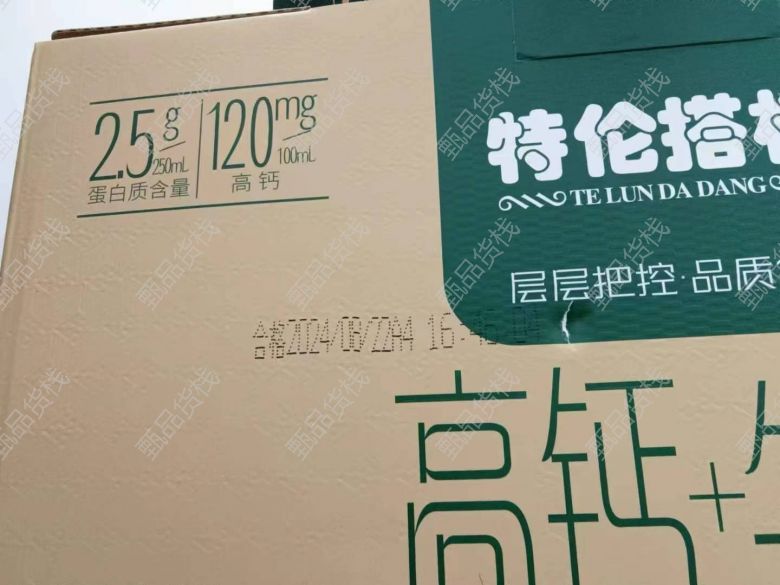 2.5g/250mL
蛋白质含量
120mg/100mL
高钙
特伦搭
TE LUN DA DANG
层层把控·品质
合格2024/08/22A4 16:46
高钙+
甄品货栈